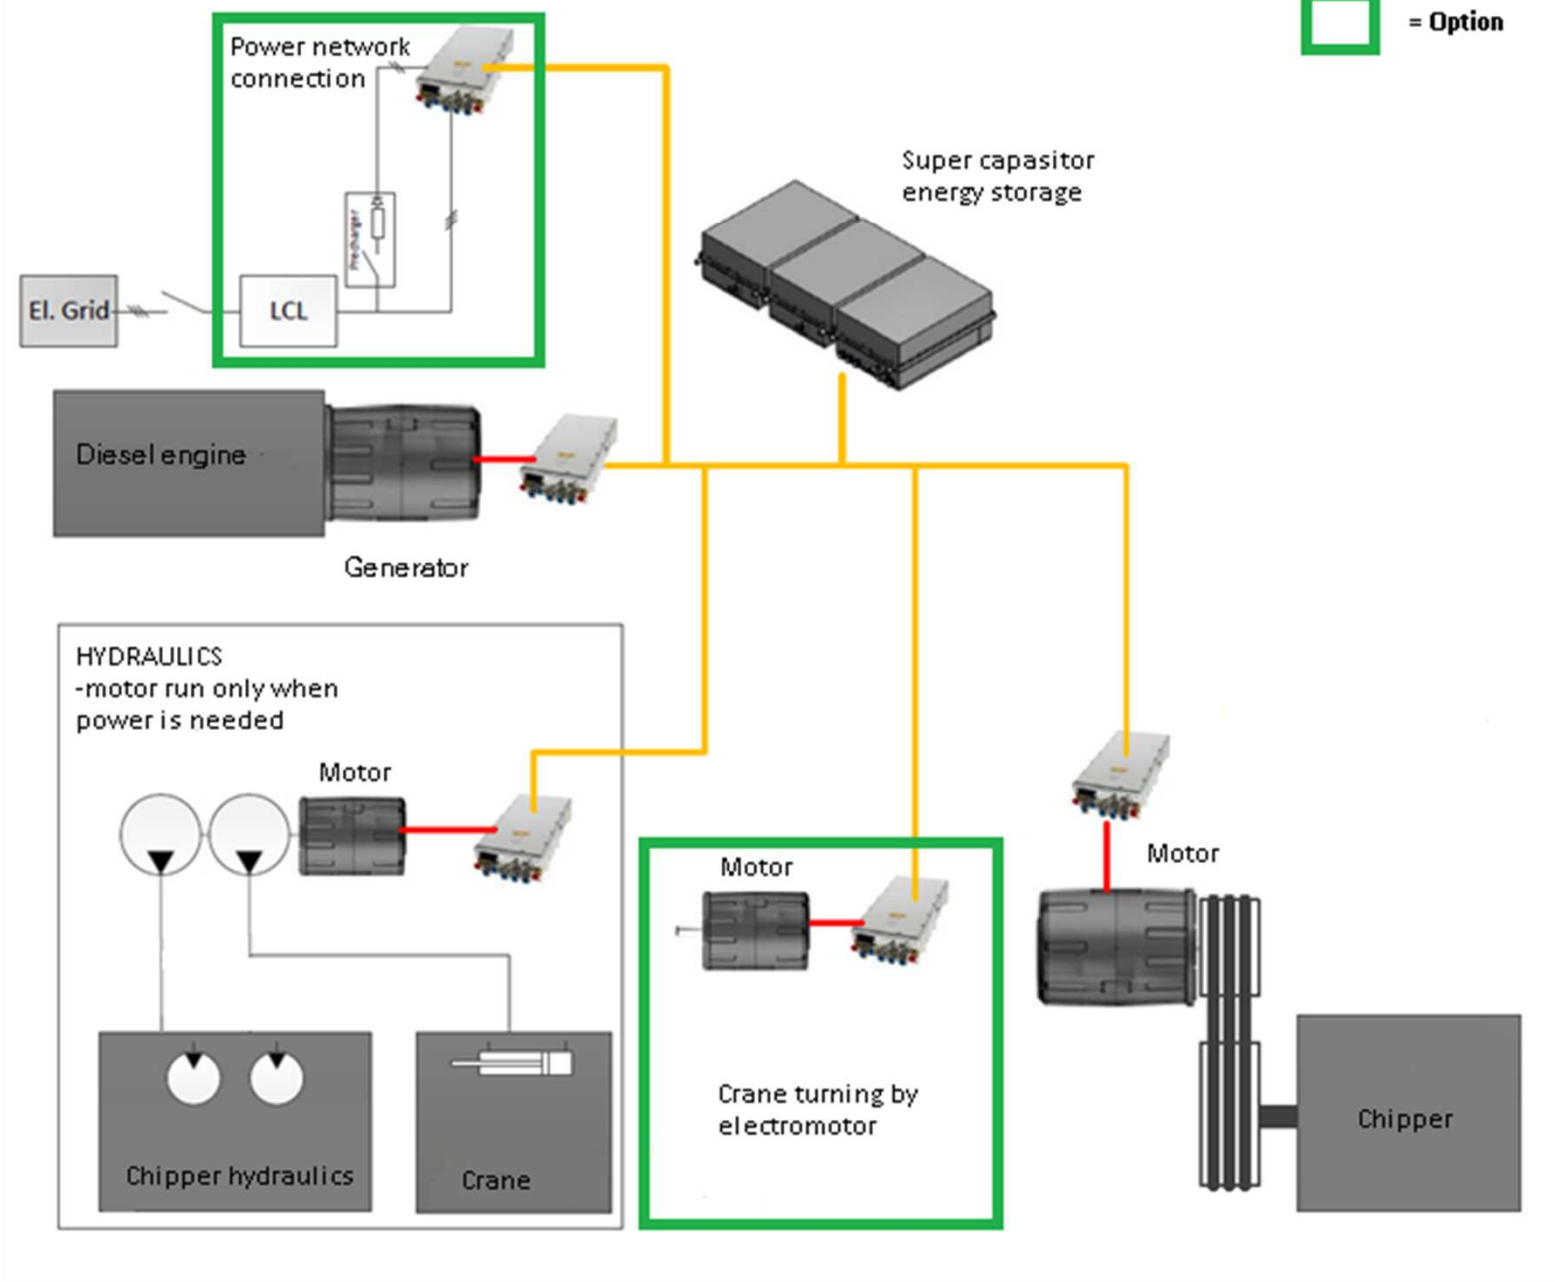 = Option
Power network
connection
Super capasitor
energy storage
Precharger
El. Grid
LCL
Diesel engine
Generator
HYDRAULICS
-motor run only when
power is needed
Motor
Motor
Motor
Crane turning by
electromotor
Chipper
Chipper hydraulics
Crane